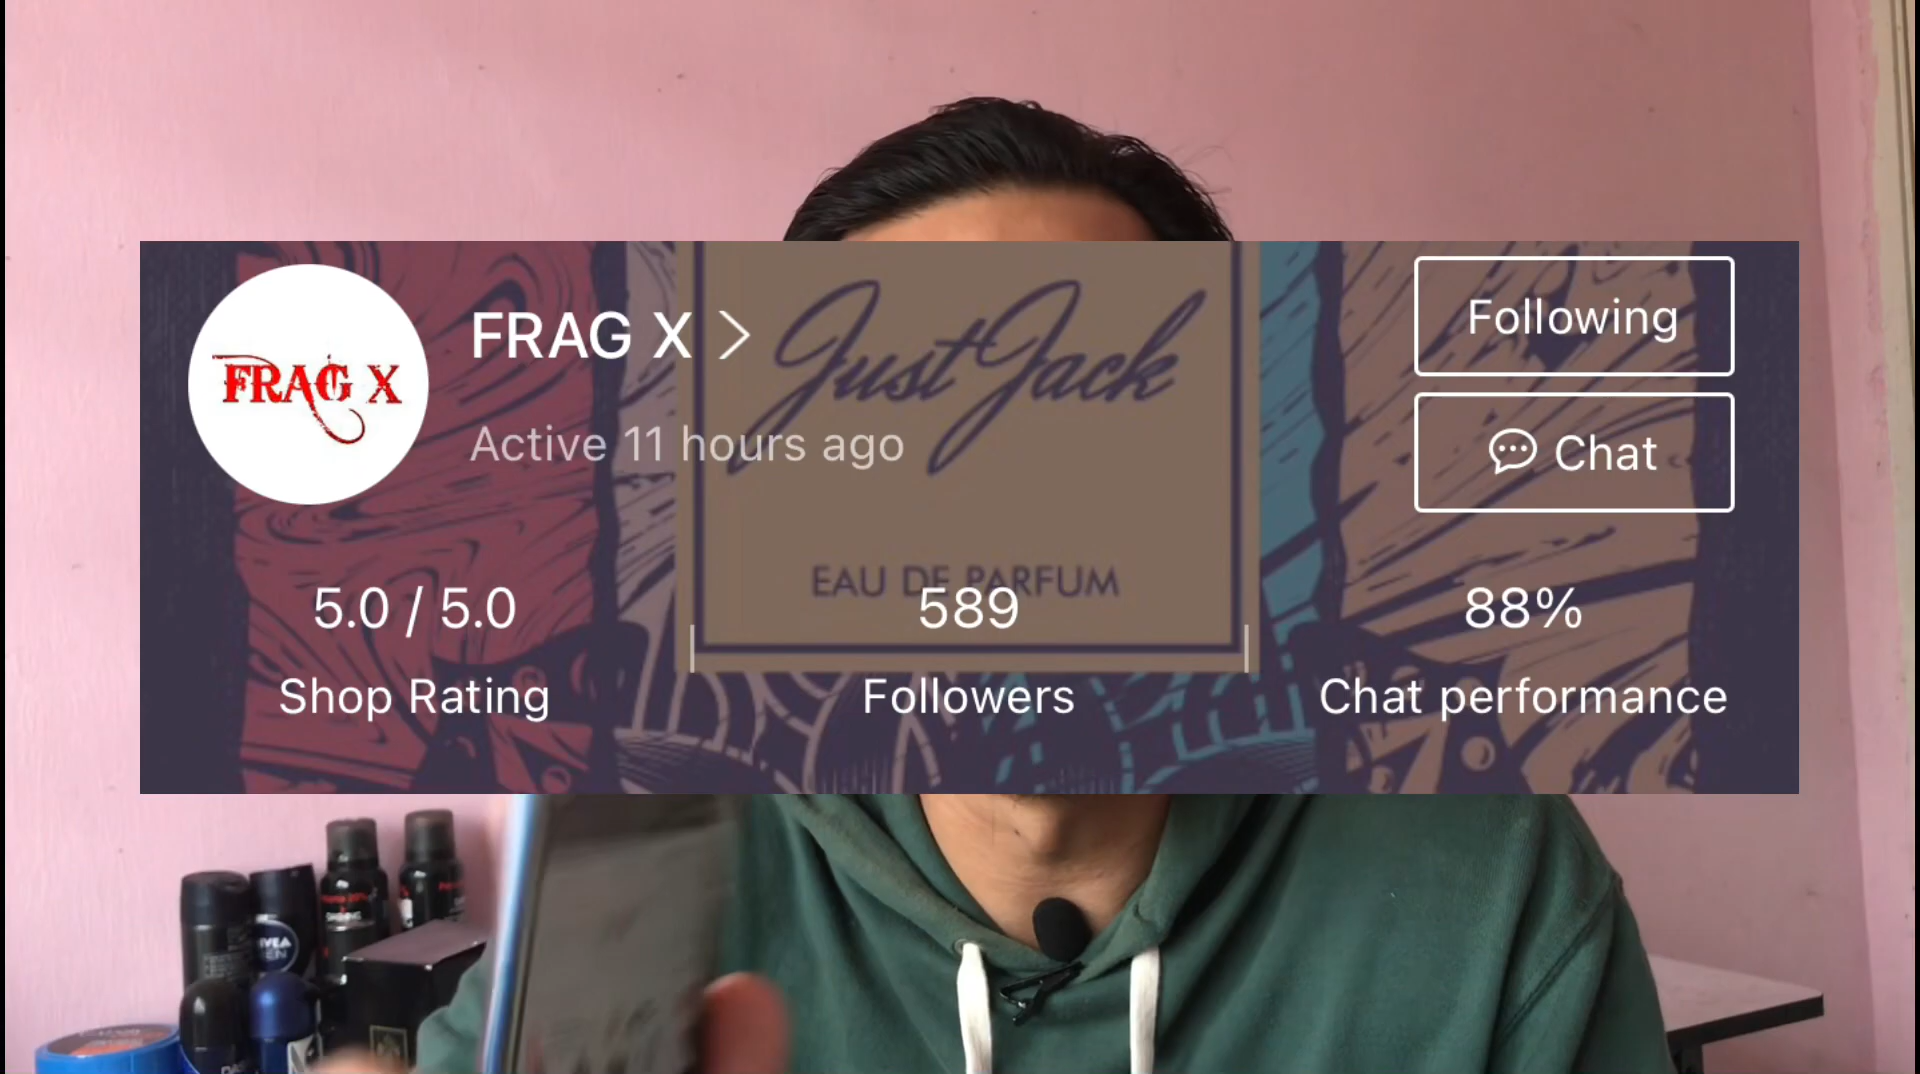 FRAG X
FRAG X >
Just Jack
Following
Active 11 hours ago
Chat
EAU DE PARFUM
5.0 / 5.0
589
88%
Shop Rating
Followers
Chat performance
NIVEA
MEN